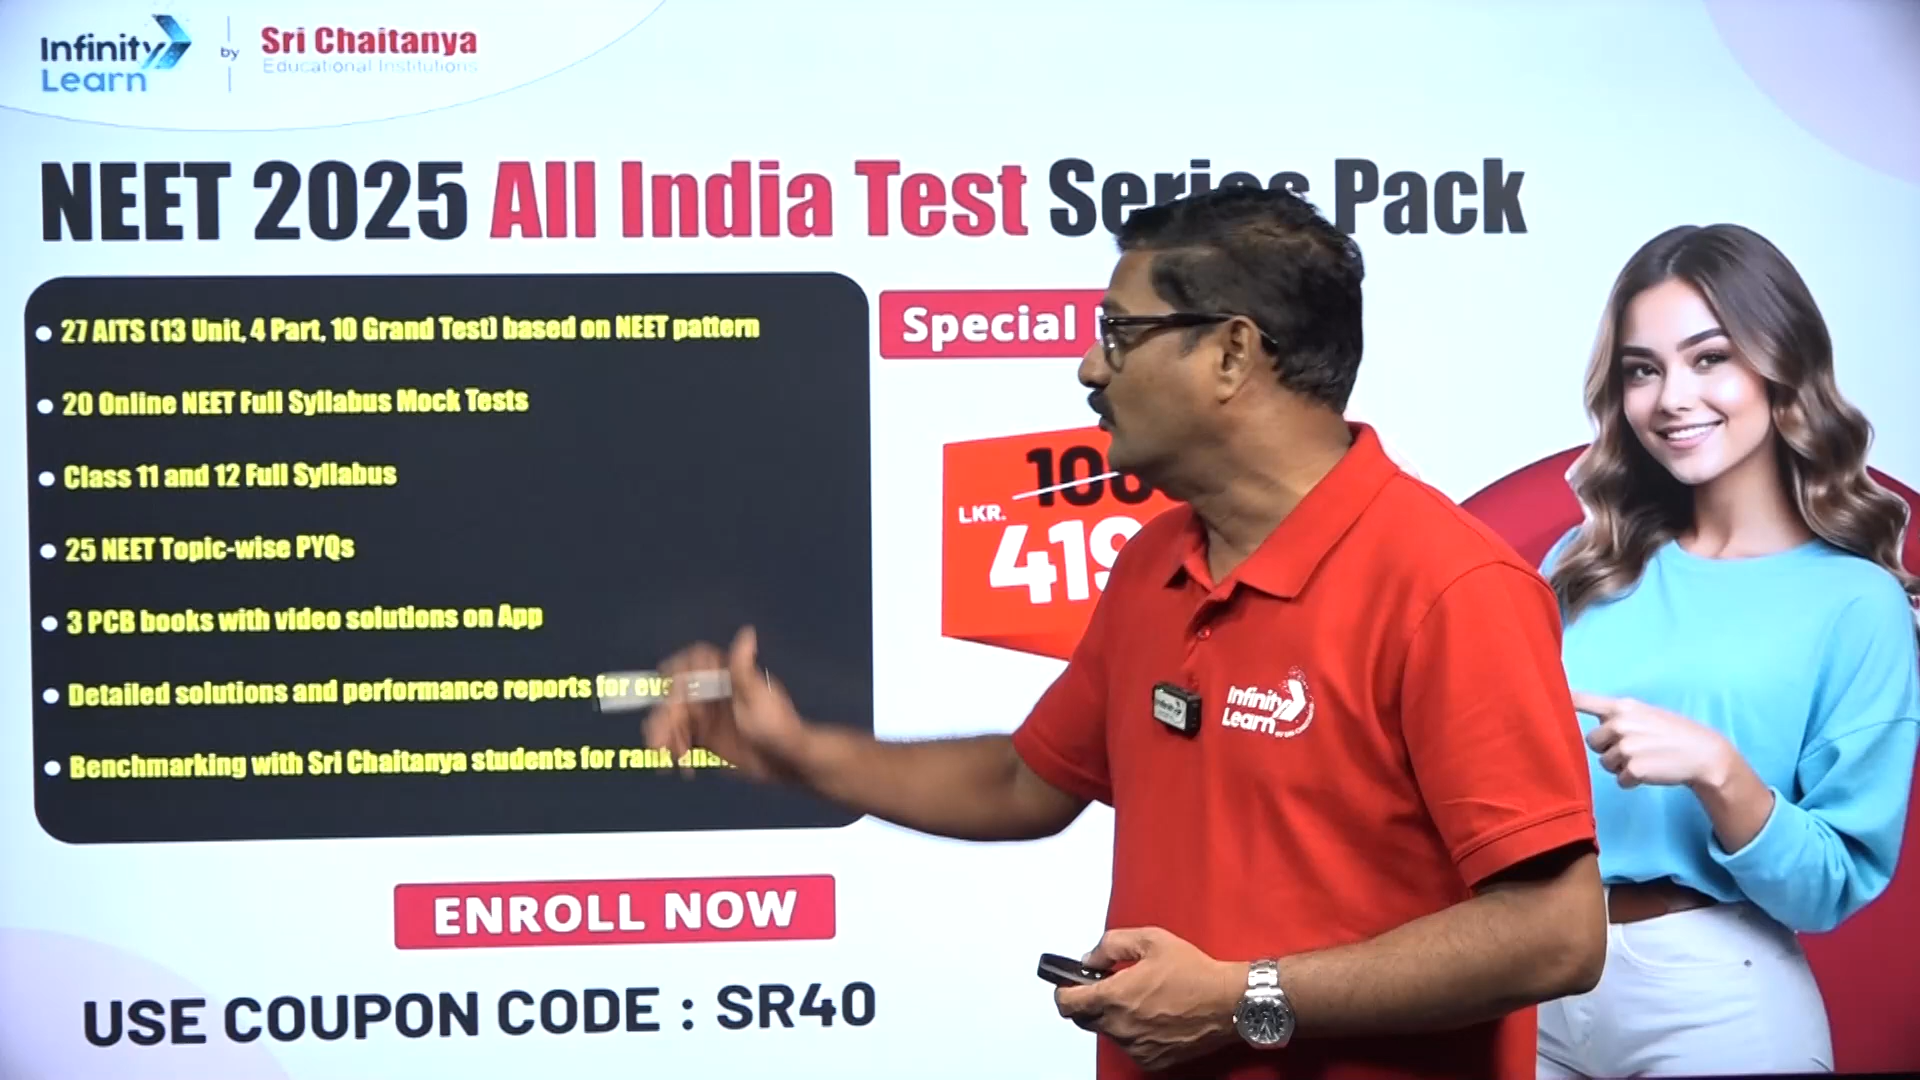 Infinity
Learn
by
Sri Chaitanya
Educational Institutions
NEET 2025 All India Test Series Pack
27 AITS (13 Unit, 4 Part, 10 Grand Test) based on NEET pattern
20 Online NEET Full Syllabus Mock Tests
Class 11 and 12 Full Syllabus
25 NEET Topic-wise PYQs
3 PCB books with video solutions on App
Detailed solutions and performance reports for
Benchmarking with Sri Chaitanya students for rank
Special
LKR.
ENROLL NOW
USE COUPON CODE : SR40
Infinity
Learn